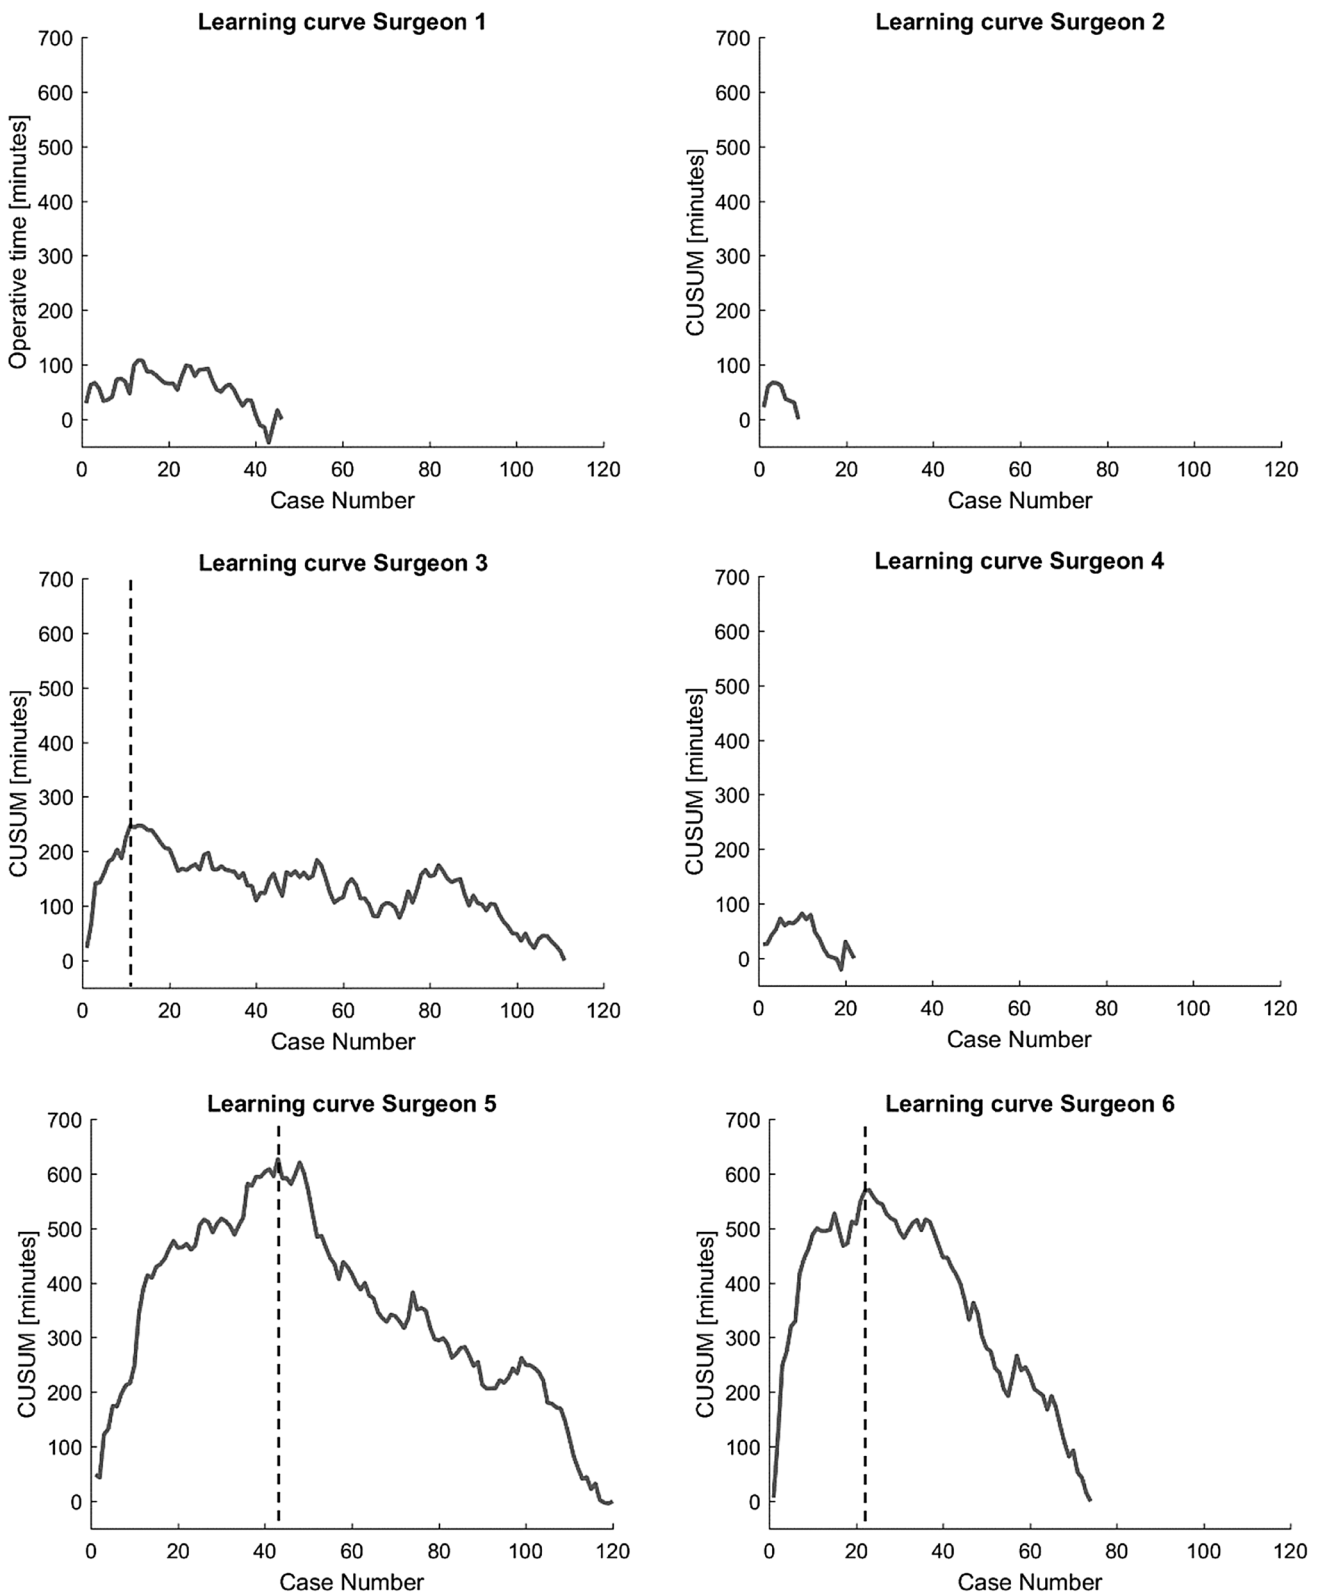 Learning curve Surgeon 1
Operative time [minutes]
700
600
500
400
300
200
100
0
0 20 40 60 80 100 120
Case Number
Learning curve Surgeon 2
CUSUM [minutes]
700
600
500
400
300
200
100
0
0 20 40 60 80 100 120
Case Number
Learning curve Surgeon 3
CUSUM [minutes]
700
600
500
400
300
200
100
0
0 20 40 60 80 100 120
Case Number
Learning curve Surgeon 4
CUSUM [minutes]
700
600
500
400
300
200
100
0
0 20 40 60 80 100 120
Case Number
Learning curve Surgeon 5
CUSUM [minutes]
700
600
500
400
300
200
100
0
0 20 40 60 80 100 120
Case Number
Learning curve Surgeon 6
CUSUM [minutes]
700
600
500
400
300
200
100
0
0 20 40 60 80 100 120
Case Number